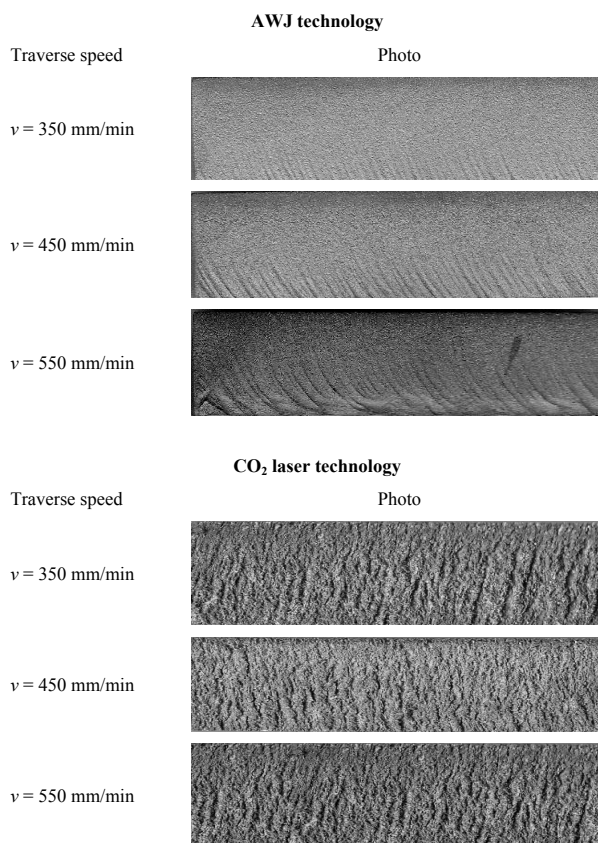 AWJ technology
Traverse speed Photo
v = 350 mm/min
v = 450 mm/min
v = 550 mm/min
CO₂ laser technology
Traverse speed Photo
v = 350 mm/min
v = 450 mm/min
v = 550 mm/min